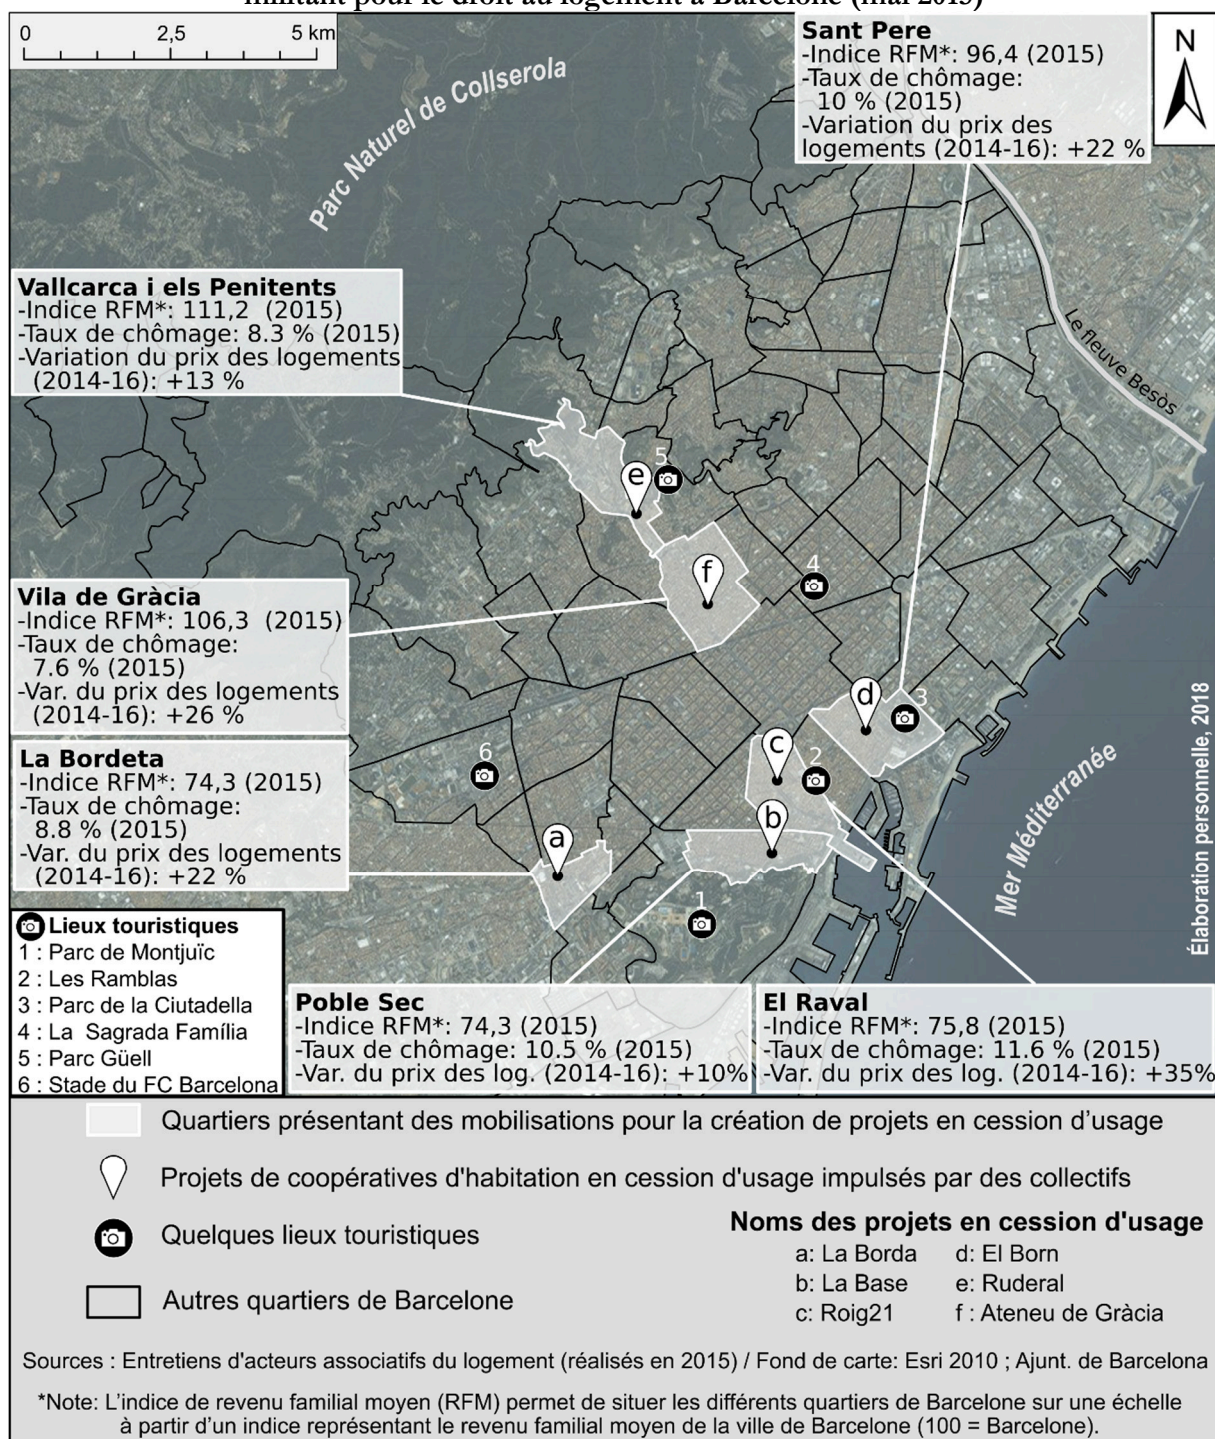 militant pour le droit au logement à Barcelone (mai 2015)
0 2,5 5 km
Parc Naturel de Collserola
Sant Pere
-Indice RFM*: 96,4 (2015)
-Taux de chômage:
10 % (2015)
-Variation du prix des
logements (2014-16): +22 %
N
Vallcarca i els Penitents
-Indice RFM*: 111,2 (2015)
-Taux de chômage: 8.3 % (2015)
-Variation du prix des logements
(2014-16): +13 %
Le fleuve Besòs
5
e
f
4
Vila de Gràcia
-Indice RFM*: 106,3 (2015)
-Taux de chômage:
7.6 % (2015)
-Var. du prix des logements
(2014-16): +26 %
d
3
c
2
6
b
a
1
La Bordeta
-Indice RFM*: 74,3 (2015)
-Taux de chômage:
8.8 % (2015)
-Var. du prix des logements
(2014-16): +22 %
Mer Méditerranée
Élaboration personnelle, 2018
Lieux touristiques
1 : Parc de Montjuïc
2 : Les Ramblas
3 : Parc de la Ciutadella
4 : La Sagrada Família
5 : Parc Güell
6 : Stade du FC Barcelona
Poble Sec
-Indice RFM*: 74,3 (2015)
-Taux de chômage: 10.5 % (2015)
-Var. du prix des log. (2014-16): +10%
El Raval
-Indice RFM*: 75,8 (2015)
-Taux de chômage: 11.6 % (2015)
-Var. du prix des log. (2014-16): +35%
Quartiers présentant des mobilisations pour la création de projets en cession d’usage
Projets de coopératives d'habitation en cession d'usage impulsés par des collectifs
Quelques lieux touristiques
Autres quartiers de Barcelone
Noms des projets en cession d'usage
a: La Borda d: El Born
b: La Base e: Ruderal
c: Roig21 f : Ateneu de Gràcia
Sources : Entretiens d'acteurs associatifs du logement (réalisés en 2015) / Fond de carte: Esri 2010 ; Ajunt. de Barcelona
*Note: L’indice de revenu familial moyen (RFM) permet de situer les différents quartiers de Barcelone sur une échelle
à partir d’un indice représentant le revenu familial moyen de la ville de Barcelone (100 = Barcelone).